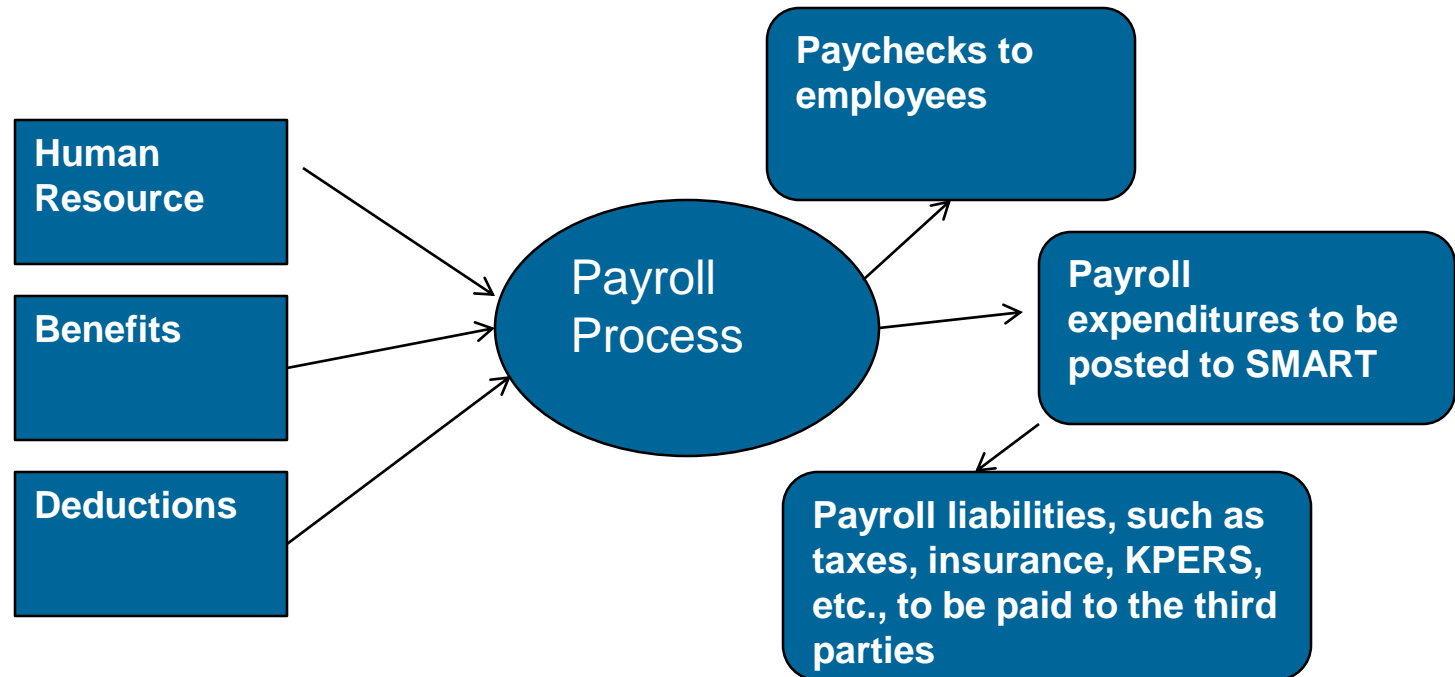 Human
Resource
Benefits
Deductions
Payroll
Process
Paychecks to
employees
Payroll
expenditures to be
posted to SMART
Payroll liabilities, such as
taxes, insurance, KPERS,
etc., to be paid to the third
parties